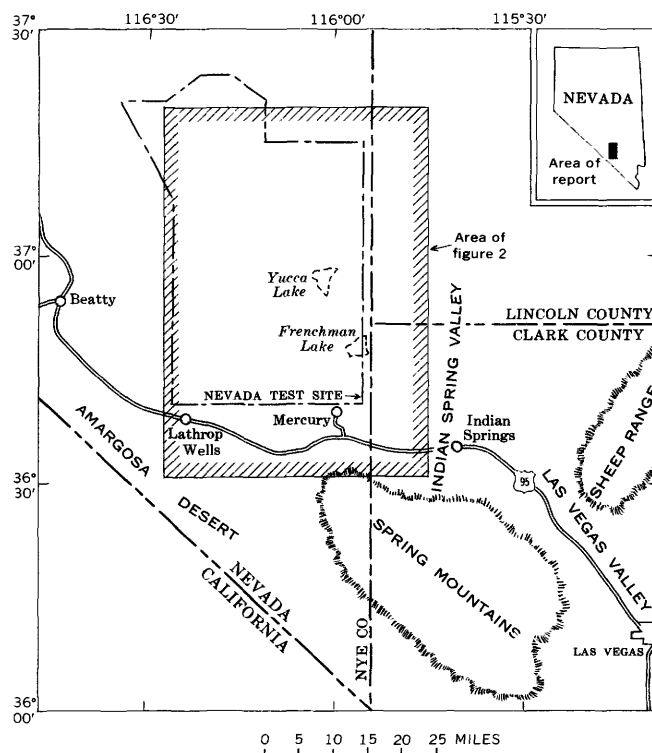 37°
30'
116°30'
116°00'
115°30'
NEVADA
Area of
report
37°
00'
Area of
figure 2
Yucca
Lake
Beatty
LINCOLN COUNTY
CLARK COUNTY
Frenchman
Lake
INDIAN SPRING VALLEY
NEVADA TEST SITE
Mercury
Lathrop
Wells
Indian
Springs
SHEEP RANGE
AMARGOSA
DESERT
36°
30'
95
LAS VEGAS VALLEY
SPRING MOUNTAINS
NEVADA
CALIFORNIA
NYE CO
LAS VEGAS
36°
00'
0 5 10 15 20 25 MILES